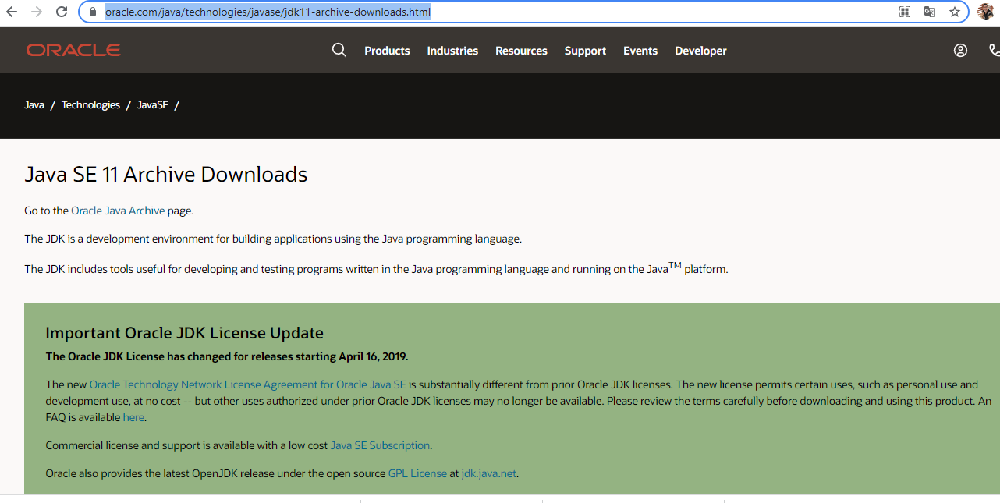 oracle.com/java/technologies/javase/jdk11-archive-downloads.html
ORACLE
Products Industries Resources Support Events Developer
Java / Technologies / JavaSE /
Java SE 11 Archive Downloads
Go to the Oracle Java Archive page.
The JDK is a development environment for building applications using the Java programming language.
The JDK includes tools useful for developing and testing programs written in the Java programming language and running on the Java™ platform.
Important Oracle JDK License Update
The Oracle JDK License has changed for releases starting April 16, 2019.
The new Oracle Technology Network License Agreement for Oracle Java SE is substantially different from prior Oracle JDK licenses. The new license permits certain uses, such as personal use and
development use, at no cost -- but other uses authorized under prior Oracle JDK licenses may no longer be available. Please review the terms carefully before downloading and using this product. An
FAQ is available here.
Commercial license and support is available with a low cost Java SE Subscription.
Oracle also provides the latest OpenJDK release under the open source GPL License at jdk.java.net.